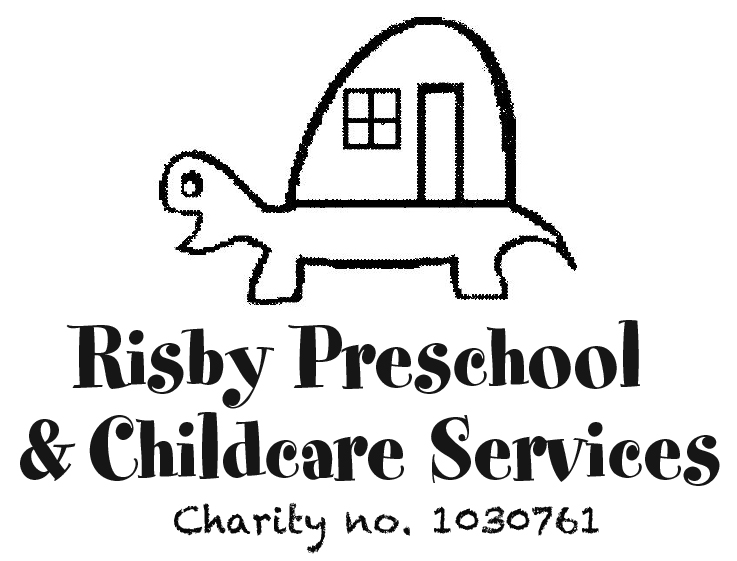 Risby Preschool
& Childcare Services
Charity no. 1030761